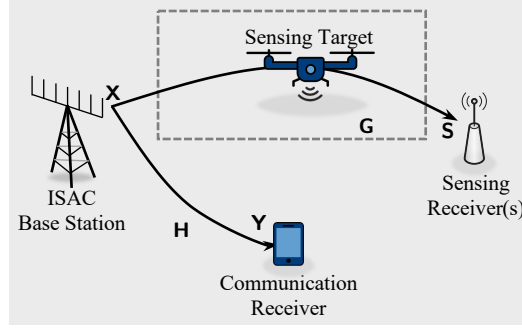 Sensing Target
X
G
S
ISAC
Base Station
Sensing
Receiver(s)
H
Y
Communication
Receiver